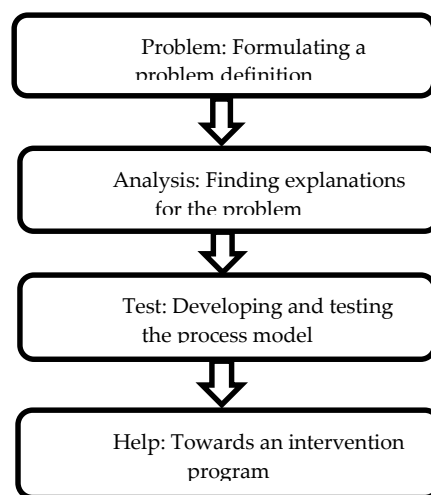 Problem: Formulating a
problem definition
Analysis: Finding explanations
for the problem
Test: Developing and testing
the process model
Help: Towards an intervention
program